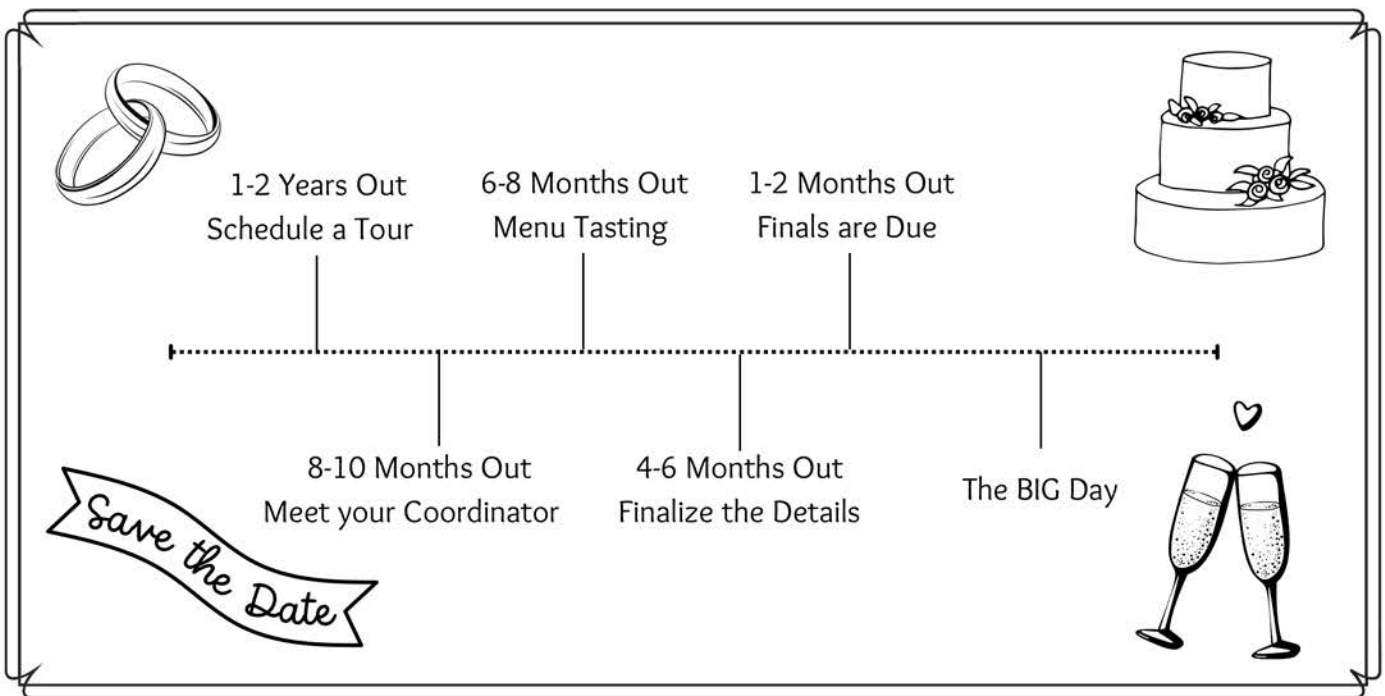 1-2 Years Out
Schedule a Tour
6-8 Months Out
Menu Tasting
1-2 Months Out
Finals are Due
8-10 Months Out
Meet your Coordinator
4-6 Months Out
Finalize the Details
The BIG Day
Save the Date